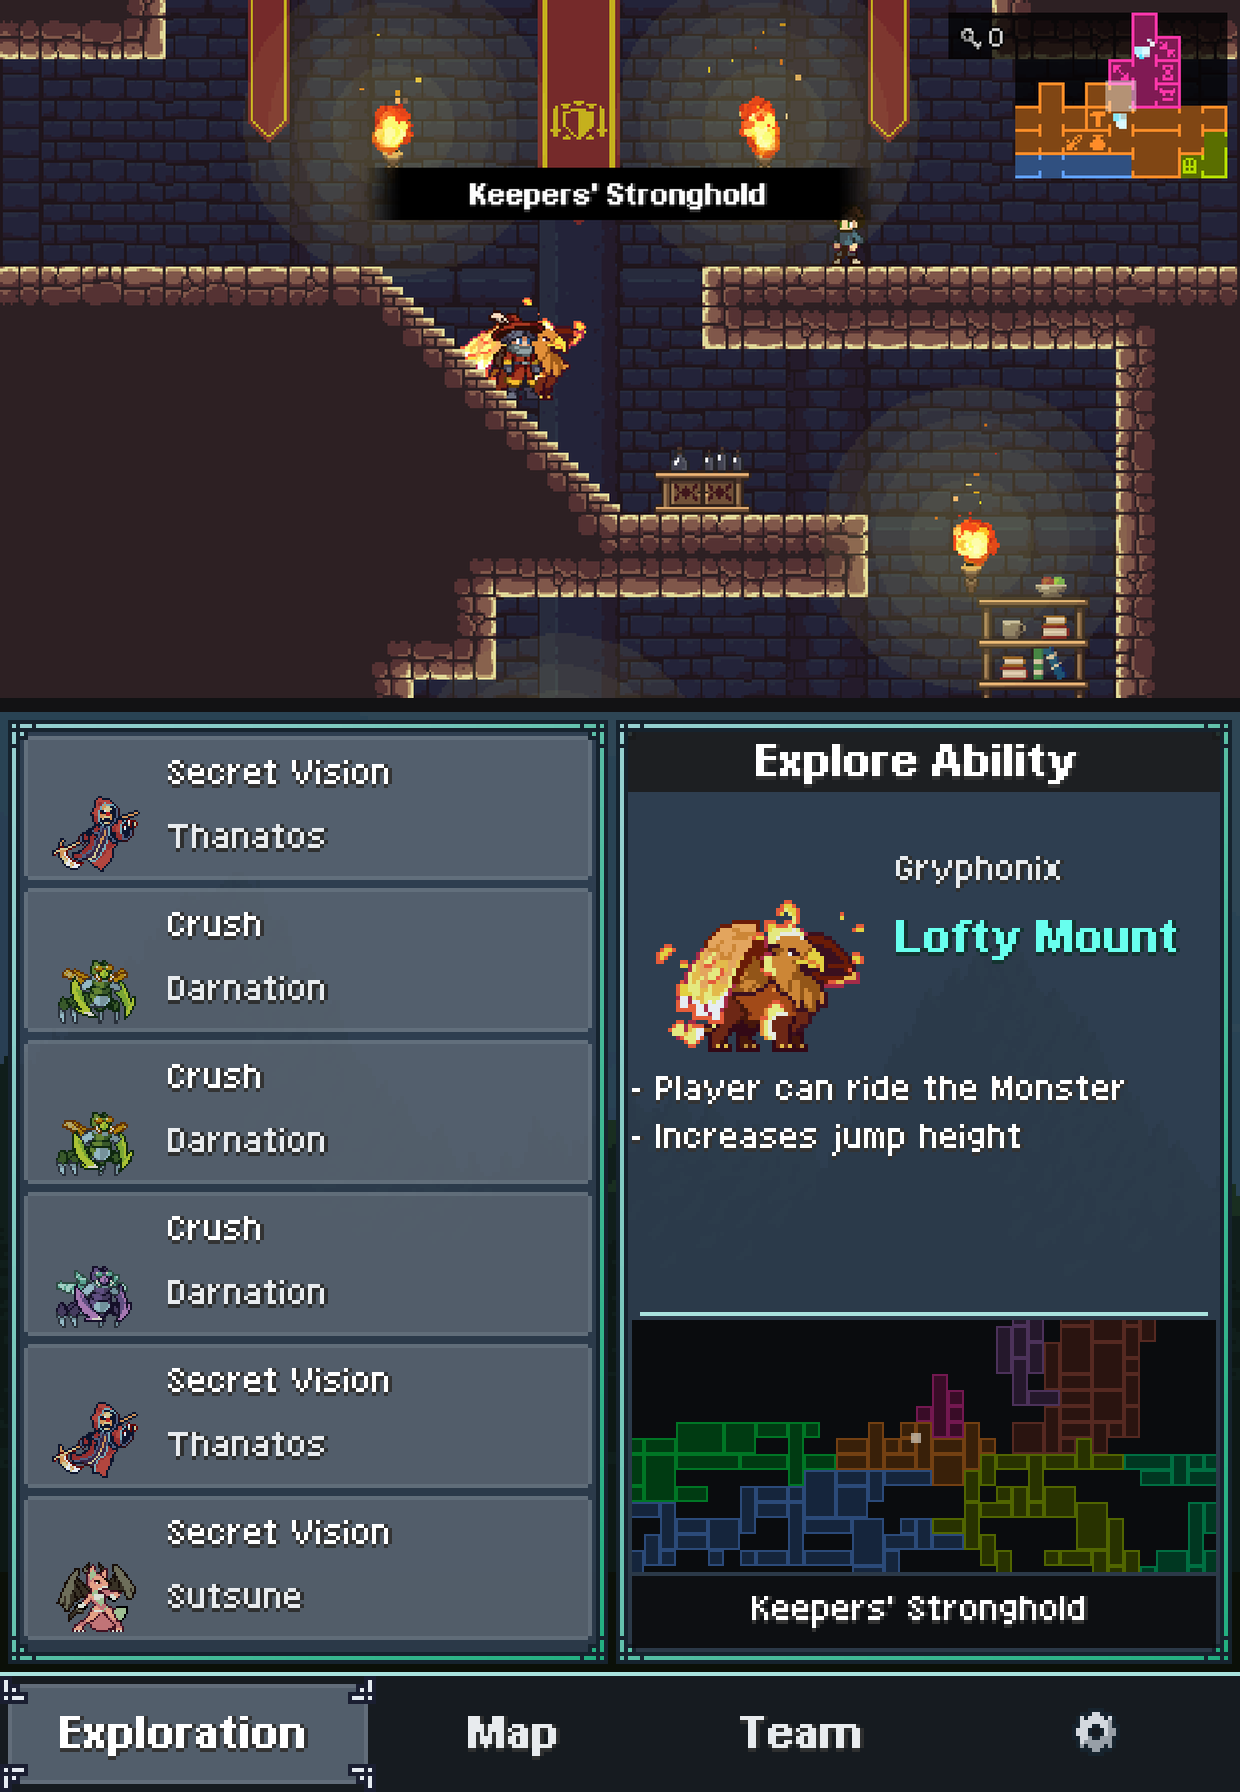 0
Keepers' Stronghold
Secret Vision
Thanatos
Crush
Darnation
Crush
Darnation
Crush
Darnation
Secret Vision
Thanatos
Secret Vision
Sutsune
Explore Ability
Gryphonix
Lofty Mount
- Player can ride the Monster
- Increases jump height
Keepers' Stronghold
Exploration
Map
Team